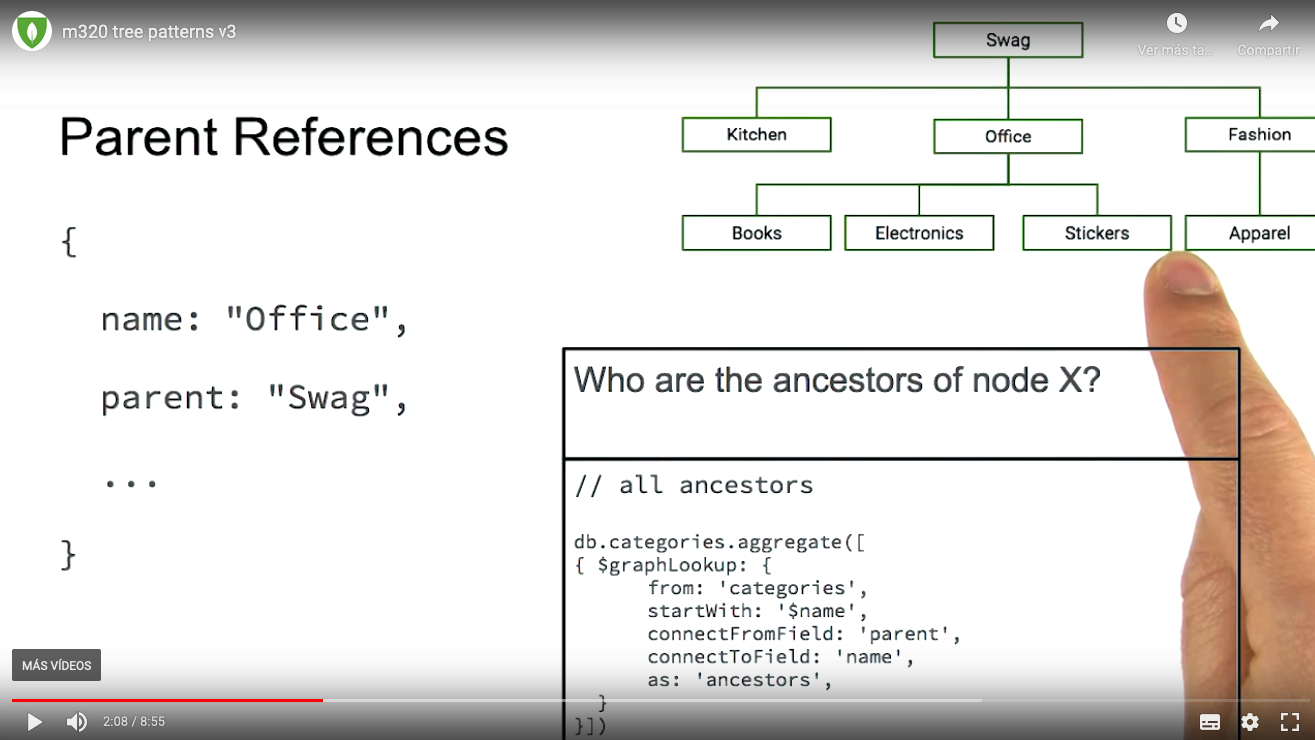 m320 tree patterns v3
Ver más ta...
Compartir
Swag
Kitchen
Office
Fashion
Books
Electronics
Stickers
Apparel
Parent References
{
name: "Office",
parent: "Swag",
...
}
Who are the ancestors of node X?
// all ancestors
db.categories.aggregate([
{ $graphLookup: {
from: 'categories',
startWith: '$name',
connectFromField: 'parent',
connectToField: 'name',
as: 'ancestors',
}
}])
MÁS VÍDEOS
2:08 / 8:55